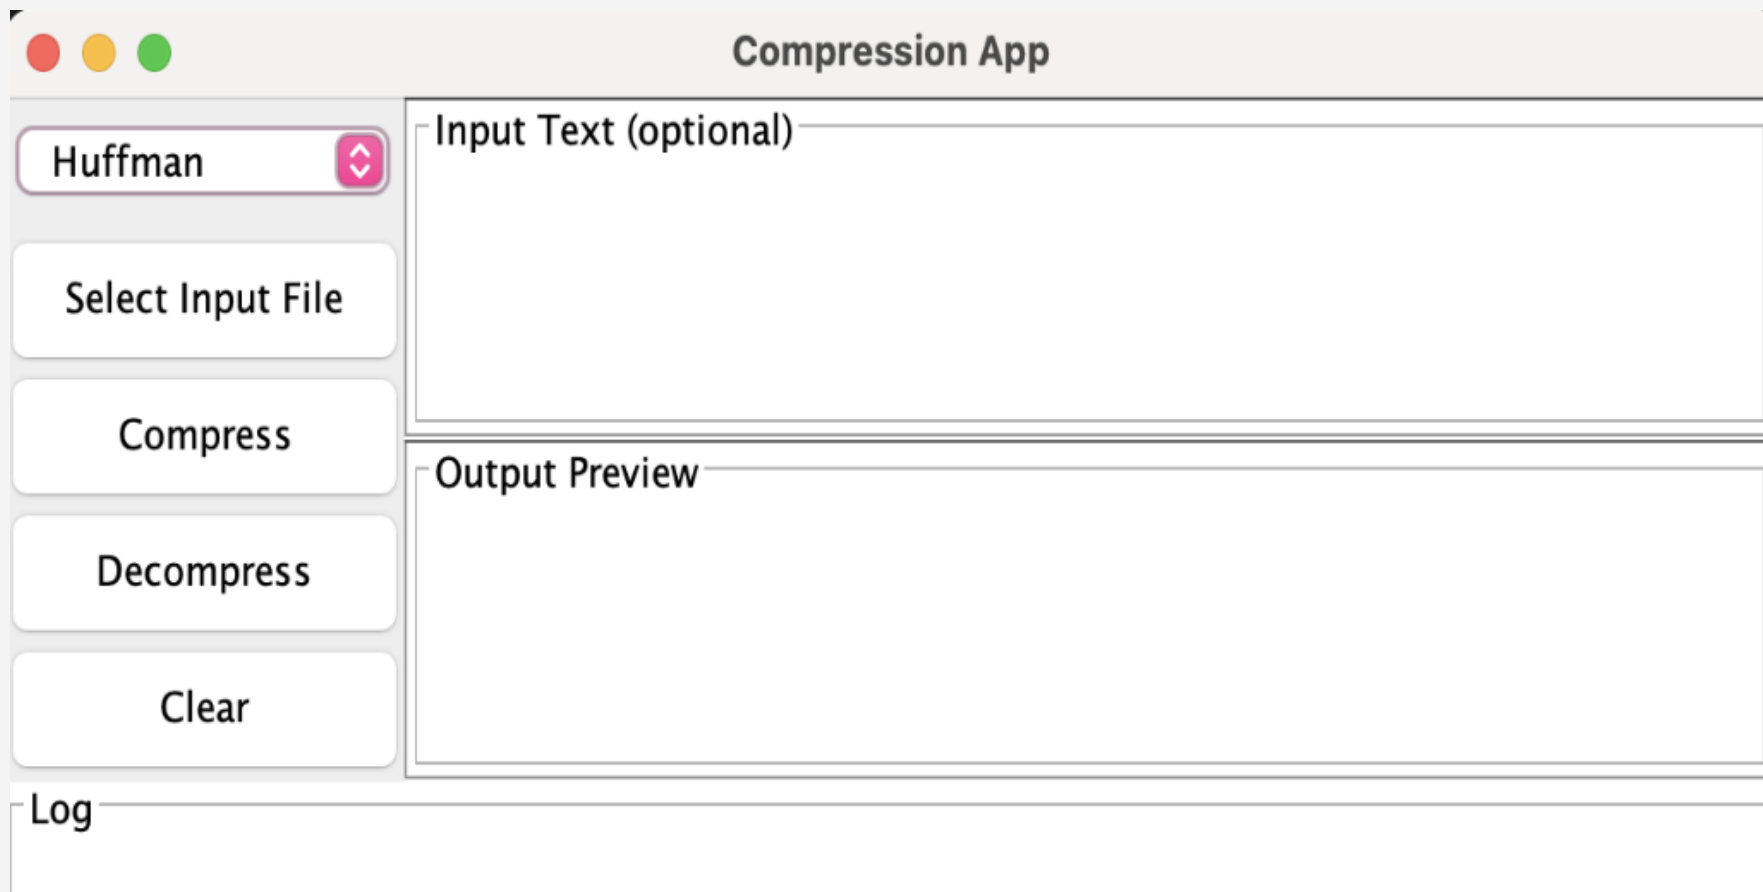 Compression App
Huffman
Select Input File
Compress
Decompress
Clear
Input Text (optional)
Output Preview
Log